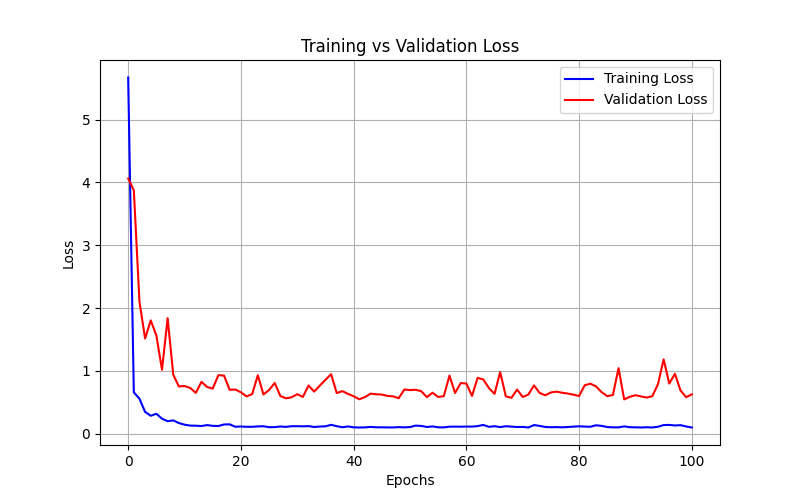 Training vs Validation Loss
Training Loss
Validation Loss
5
4
3
2
1
0
Loss
0 20 40 60 80 100
Epochs